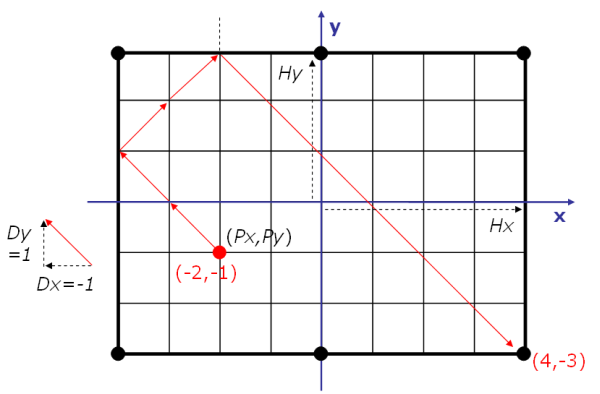 y
Hy
x
Hx
(Px,Py)
Dy
=1
(-2,-1)
Dx=-1
(4,-3)